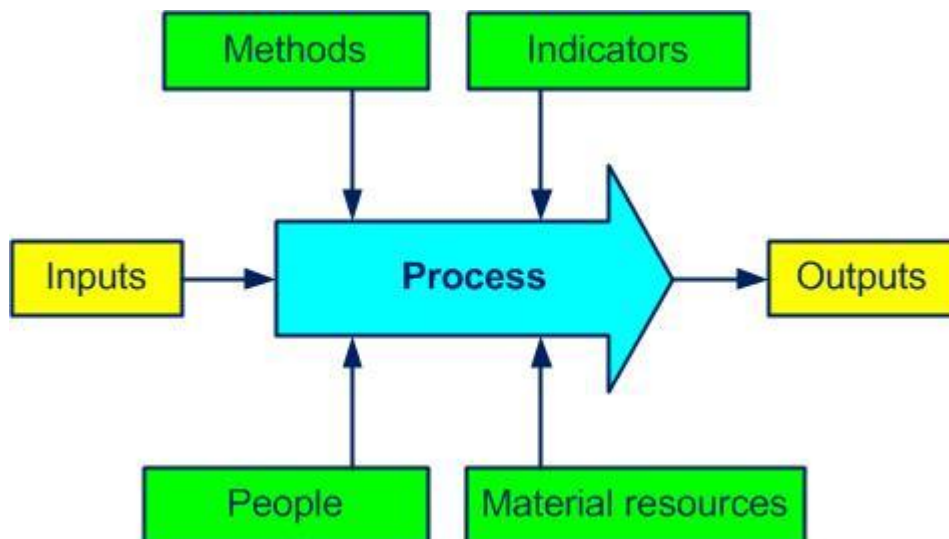 Methods
Indicators
Inputs
Process
Outputs
People
Material resources